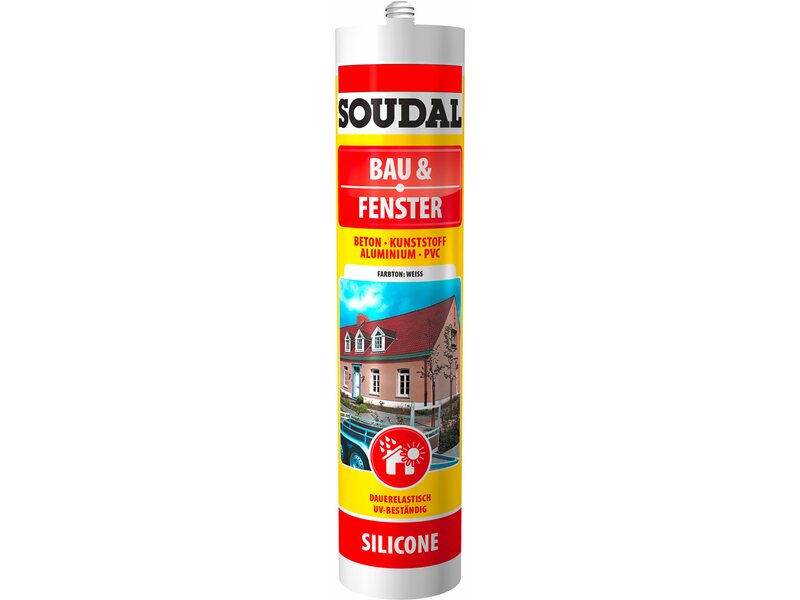 SOUDAL
BAU &
FENSTER
BETON · KUNSTSTOFF
ALUMINIUM · PVC
FARBTON: WEISS
DAUERELASTISCH
UV-BESTÄNDIG
SILICONE